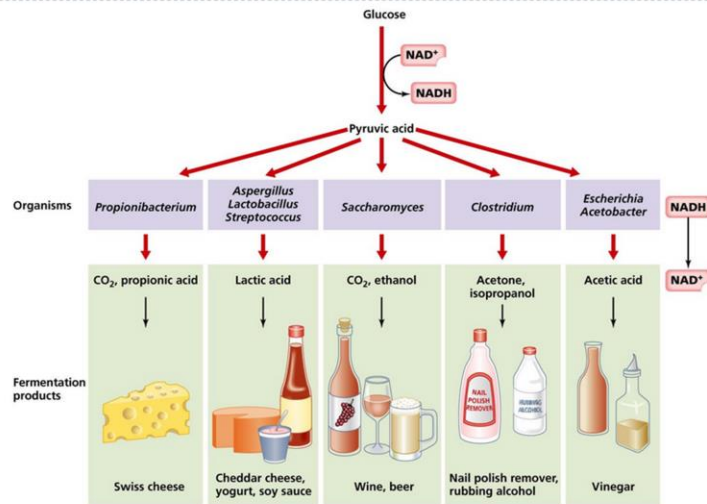 Glucose
NAD+
NADH
Pyruvic acid
Organisms
Propionibacterium
Aspergillus
Lactobacillus
Streptococcus
Saccharomyces
Clostridium
Escherichia
Acetobacter
NADH
NAD+
CO₂, propionic acid
Lactic acid
CO₂, ethanol
Acetone,
isopropanol
Acetic acid
Fermentation
products
NAIL
POLISH
REMOVER
RUBBING
ALCOHOL
Swiss cheese
Cheddar cheese,
yogurt, soy sauce
Wine, beer
Nail polish remover,
rubbing alcohol
Vinegar